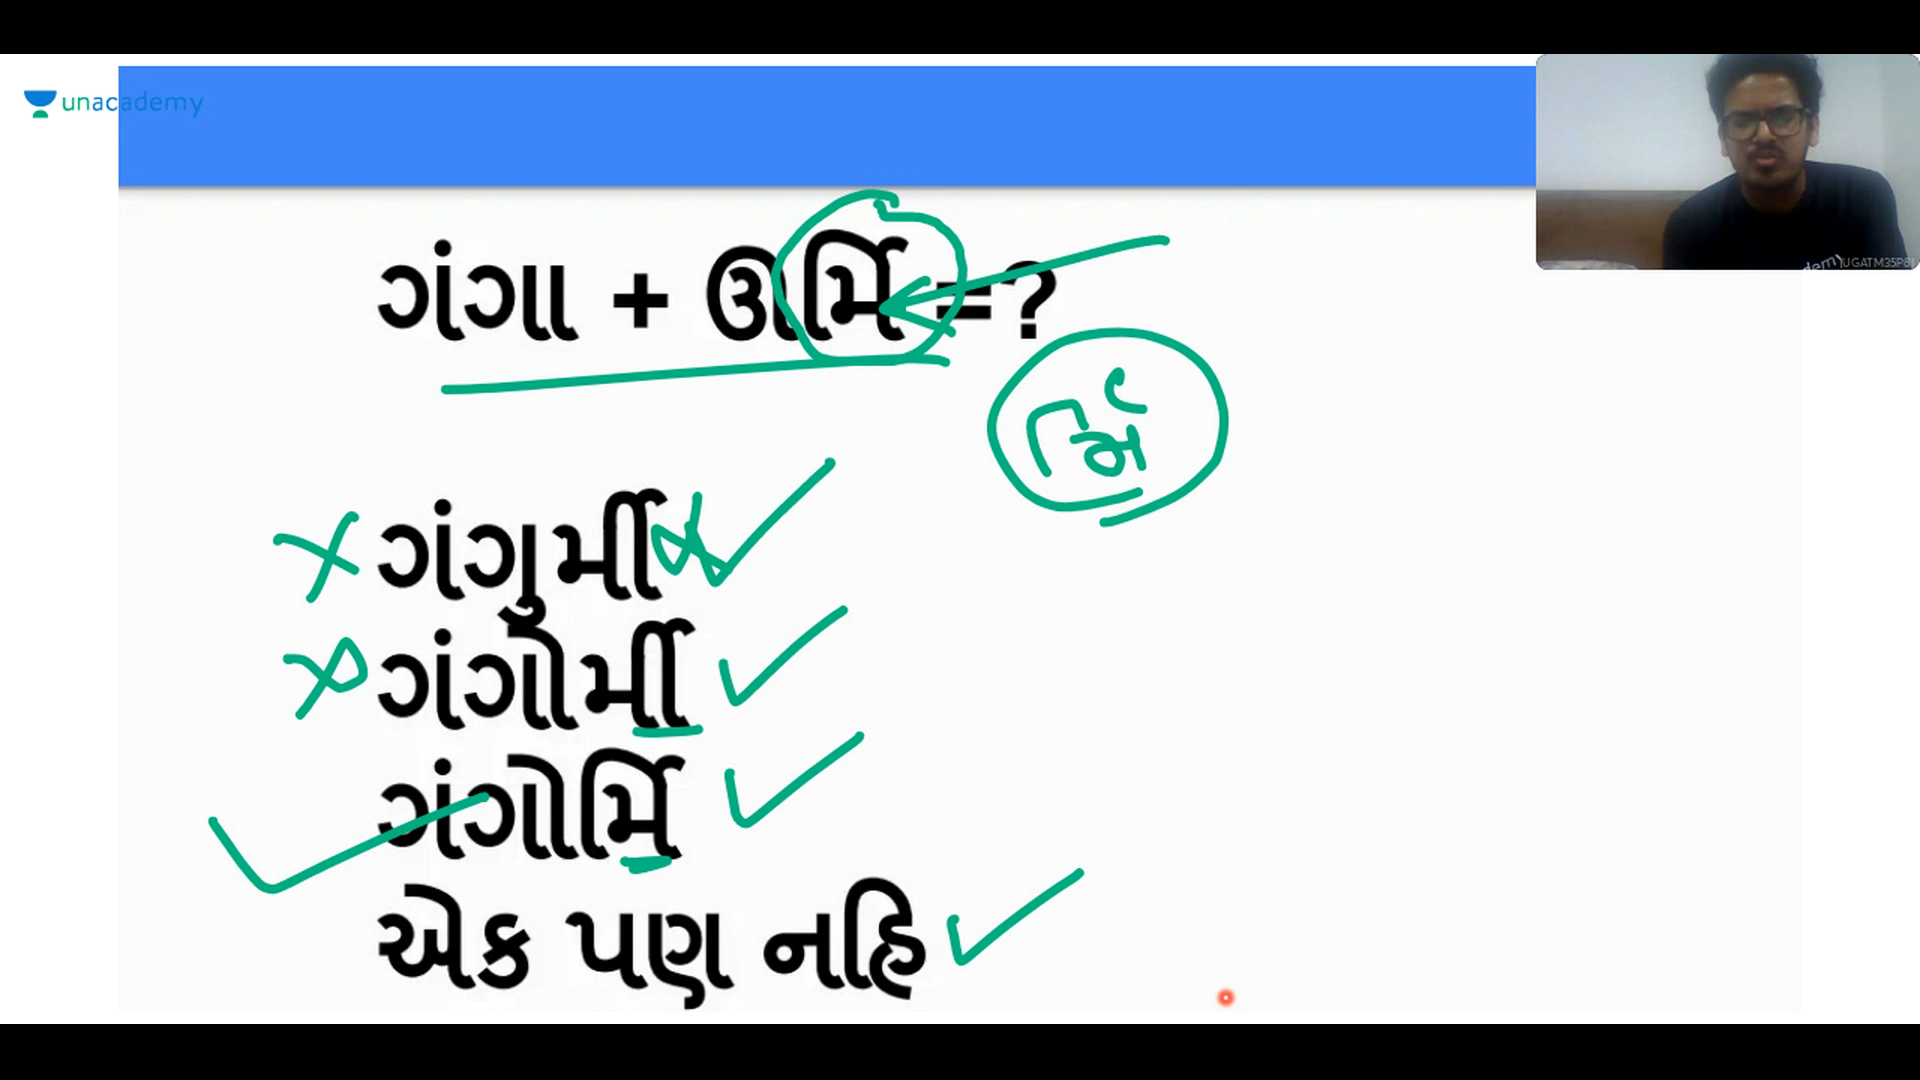 unacademy
ગંગા + ઊર્મિ =?
ર્મિ
ગંગુર્મી
ગંગોર્મી
ગંગોર્મિ
એક પણ નહિ